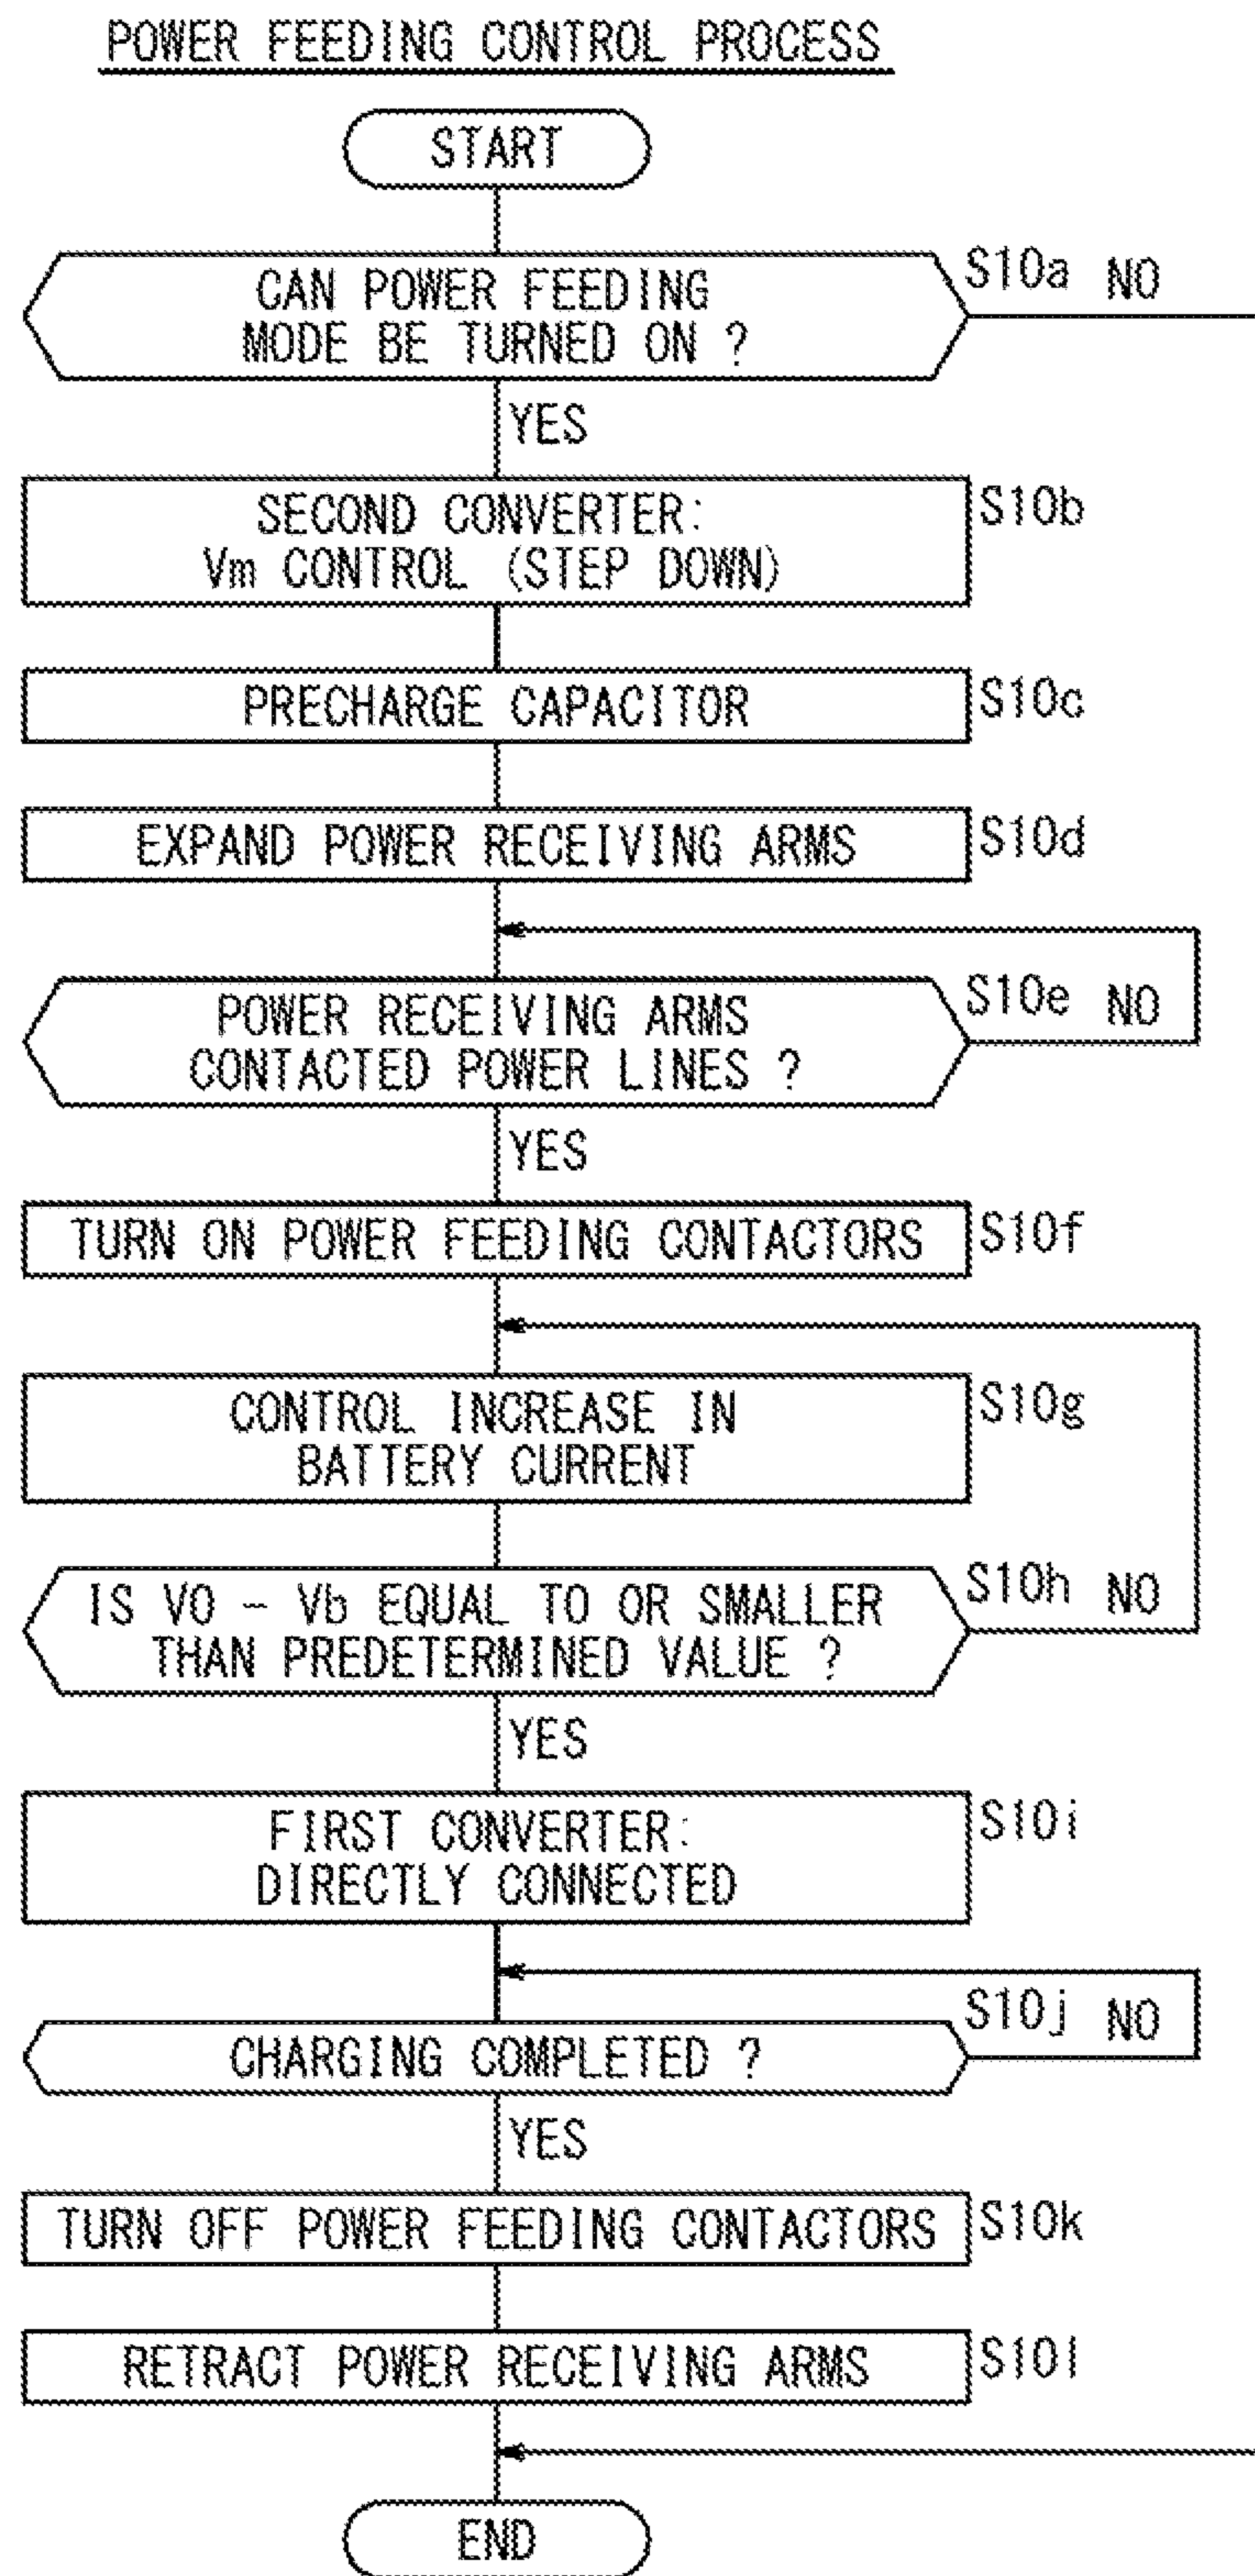 POWER FEEDING CONTROL PROCESS
START
CAN POWER FEEDING
MODE BE TURNED ON ?
S10a NO
YES
SECOND CONVERTER:
Vm CONTROL (STEP DOWN)
S10b
PRECHARGE CAPACITOR
S10c
EXPAND POWER RECEIVING ARMS
S10d
POWER RECEIVING ARMS
CONTACTED POWER LINES ?
S10e NO
YES
TURN ON POWER FEEDING CONTACTORS
S10f
CONTROL INCREASE IN
BATTERY CURRENT
S10g
IS V0 - Vb EQUAL TO OR SMALLER
THAN PREDETERMINED VALUE ?
S10h NO
YES
FIRST CONVERTER:
DIRECTLY CONNECTED
S10i
CHARGING COMPLETED ?
S10j NO
YES
TURN OFF POWER FEEDING CONTACTORS
S10k
RETRACT POWER RECEIVING ARMS
S10l
END